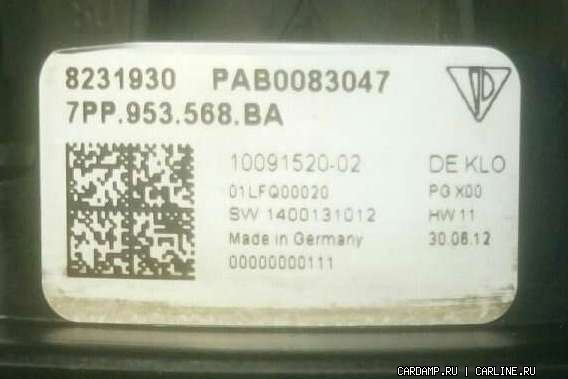 8231930 PAB0083047
7PP.953.568.BA
10091520-02 DE KLO
01LFQ00020 PG X00
SW 1400131012 HW 11
Made in Germany 30.06.12
00000000111
CARDAMP.RU | CARLINE.RU